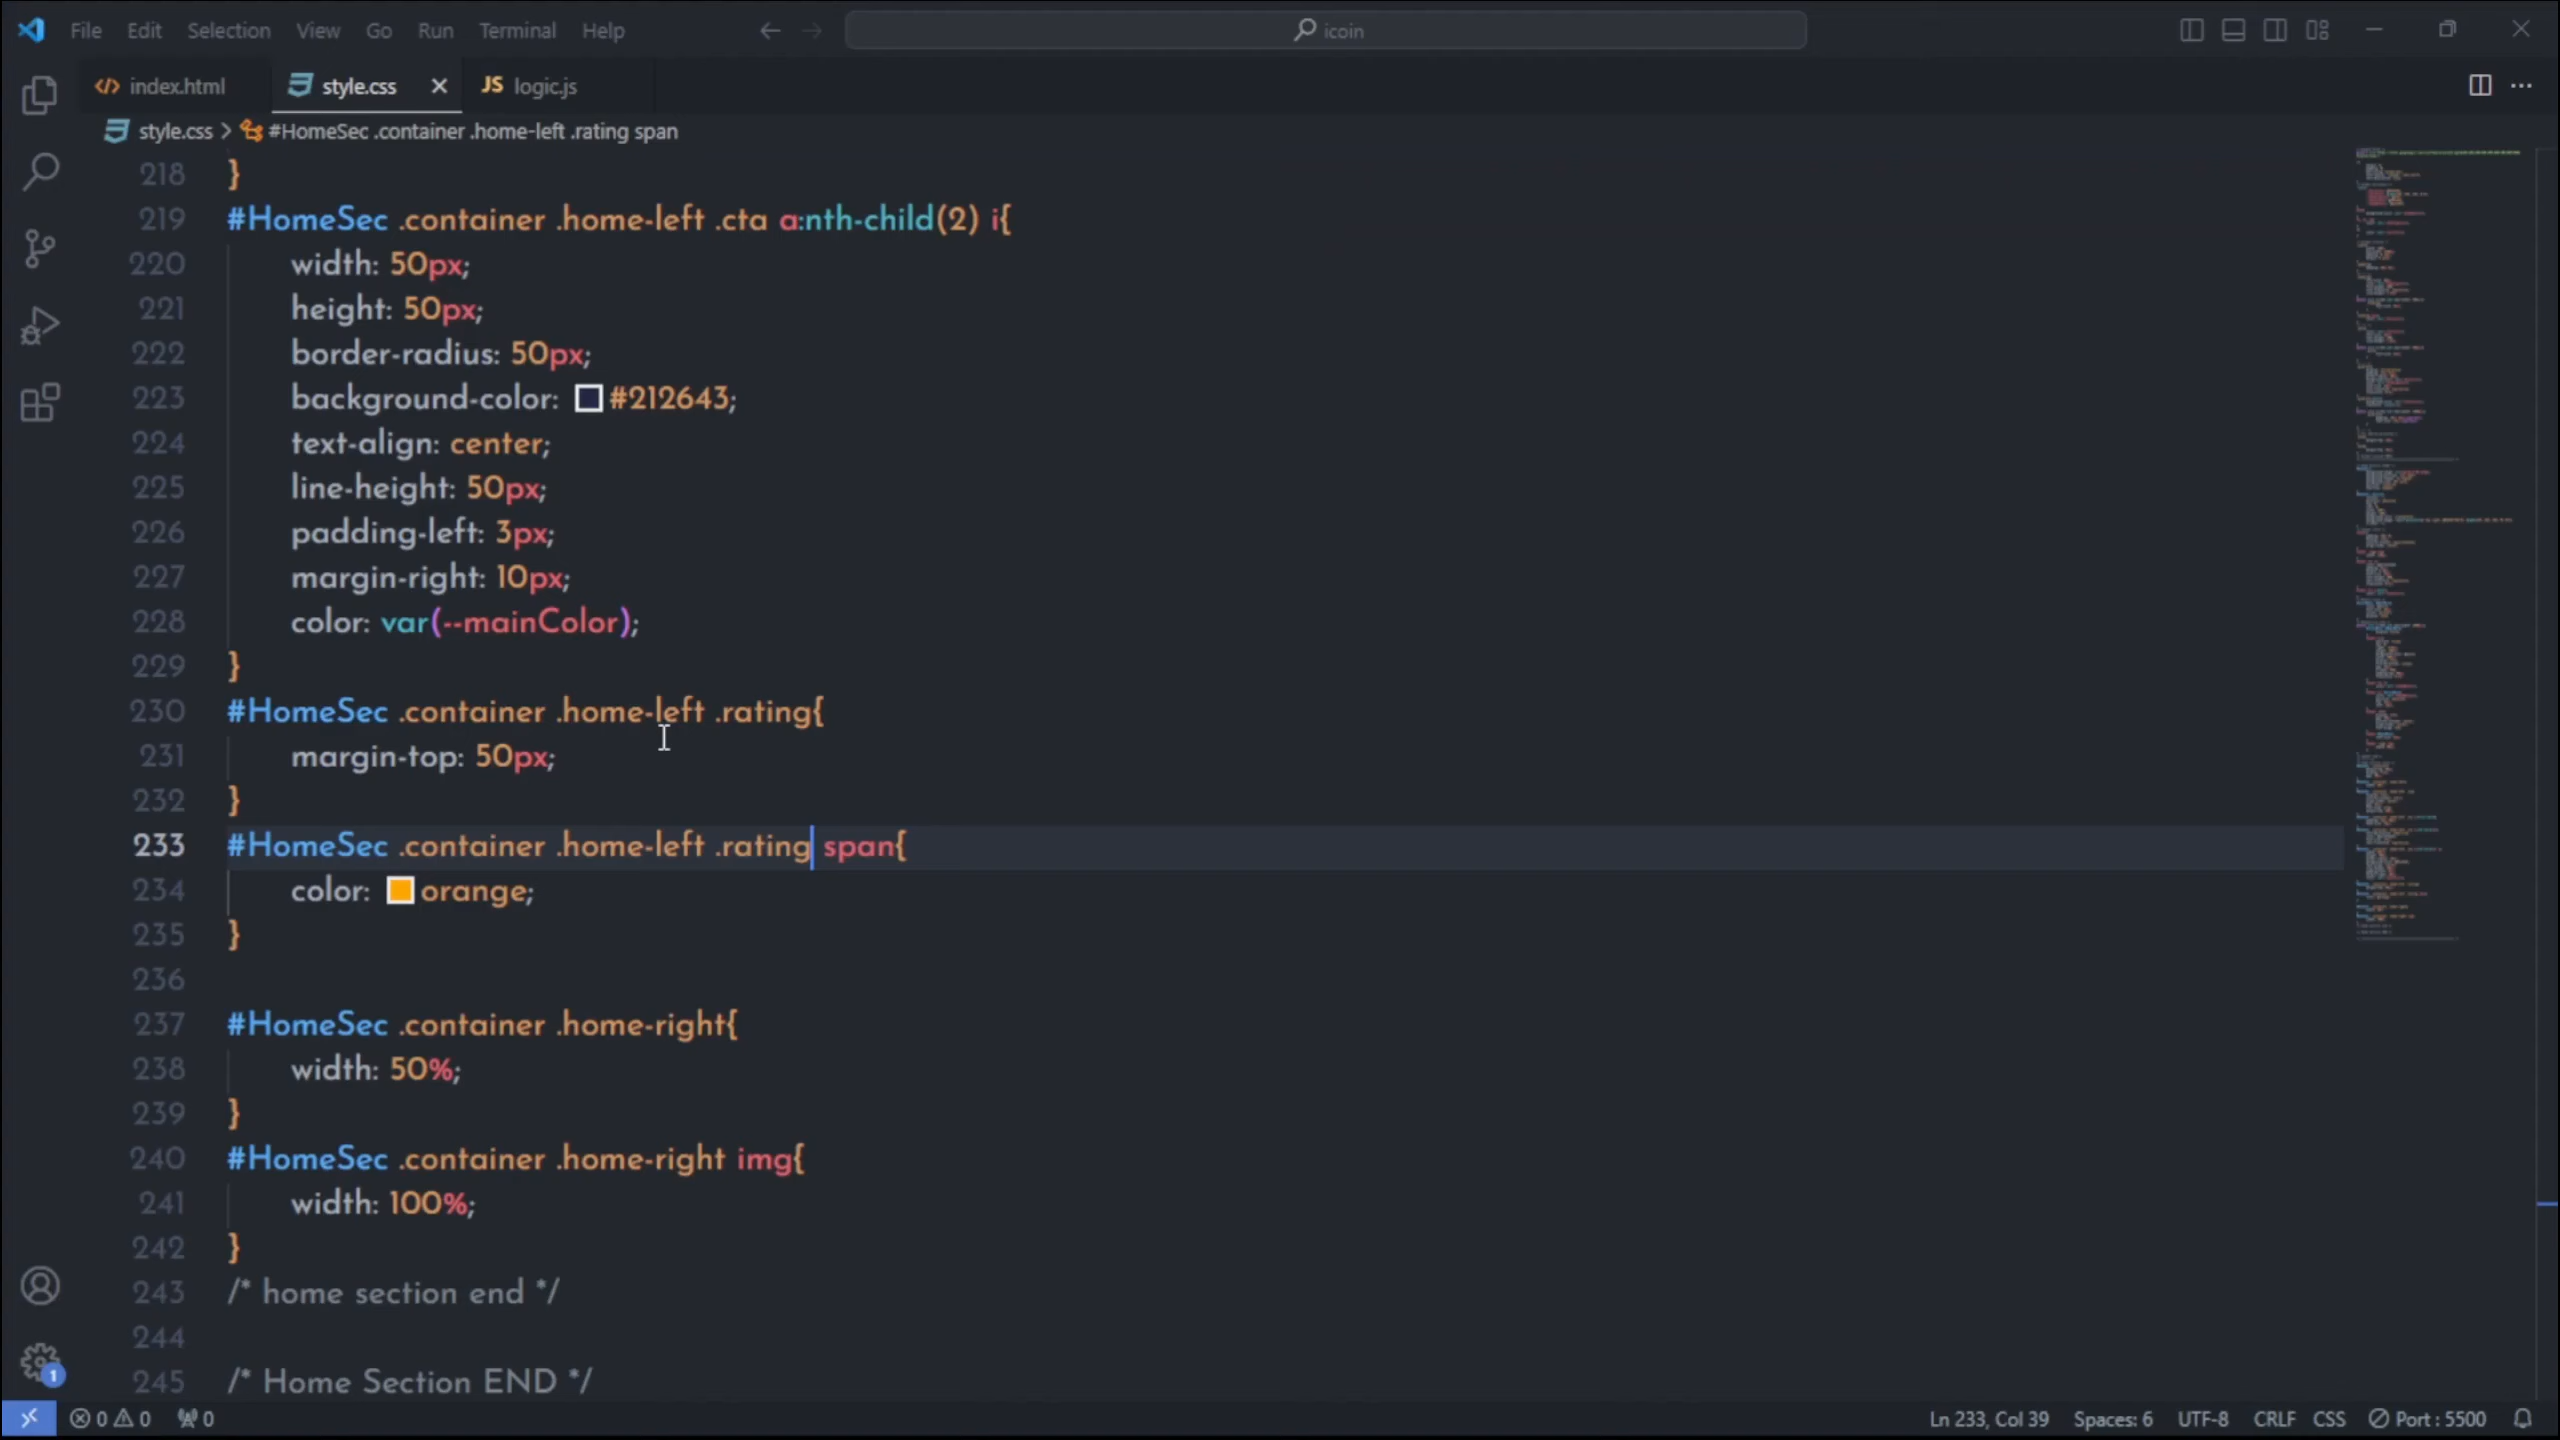 File Edit Selection View Go Run Terminal Help icoin
index.html style.css JS logic.js
style.css > #HomeSec .container .home-left .rating span
218 }
219 #HomeSec .container .home-left .cta a:nth-child(2) i{
220 width: 50px;
221 height: 50px;
222 border-radius: 50px;
223 background-color: #212643;
224 text-align: center;
225 line-height: 50px;
226 padding-left: 3px;
227 margin-right: 10px;
228 color: var(--mainColor);
229 }
230 #HomeSec .container .home-left .rating{
231 margin-top: 50px;
232 }
233 #HomeSec .container .home-left .rating span{
234 color: orange;
235 }
236
237 #HomeSec .container .home-right{
238 width: 50%;
239 }
240 #HomeSec .container .home-right img{
241 width: 100%;
242 }
243 /* home section end */
244
245 /* Home Section END */
1
0 0 0 Ln 233, Col 39 Spaces: 6 UTF-8 CRLF CSS Port : 5500